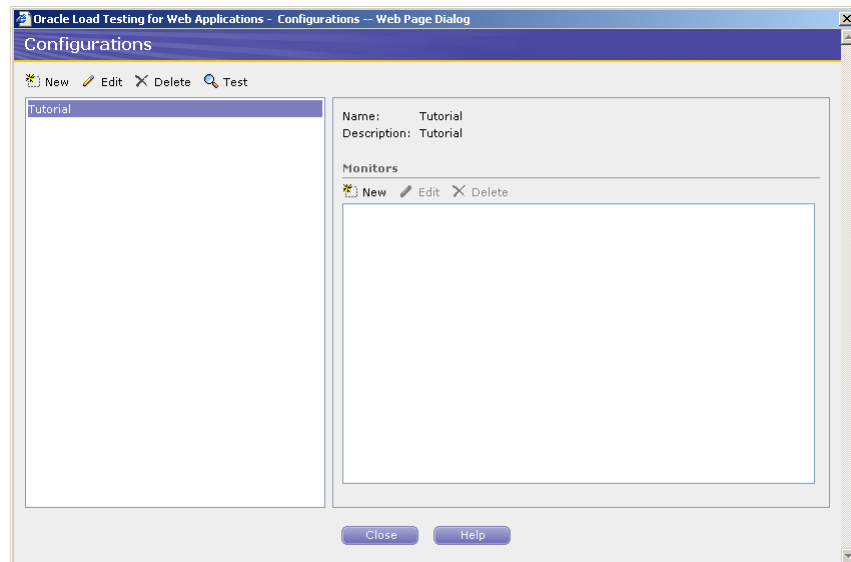 Oracle Load Testing for Web Applications - Configurations -- Web Page Dialog
Configurations
New Edit Delete Test
Tutorial
Name: Tutorial
Description: Tutorial
Monitors
New Edit Delete
Close Help